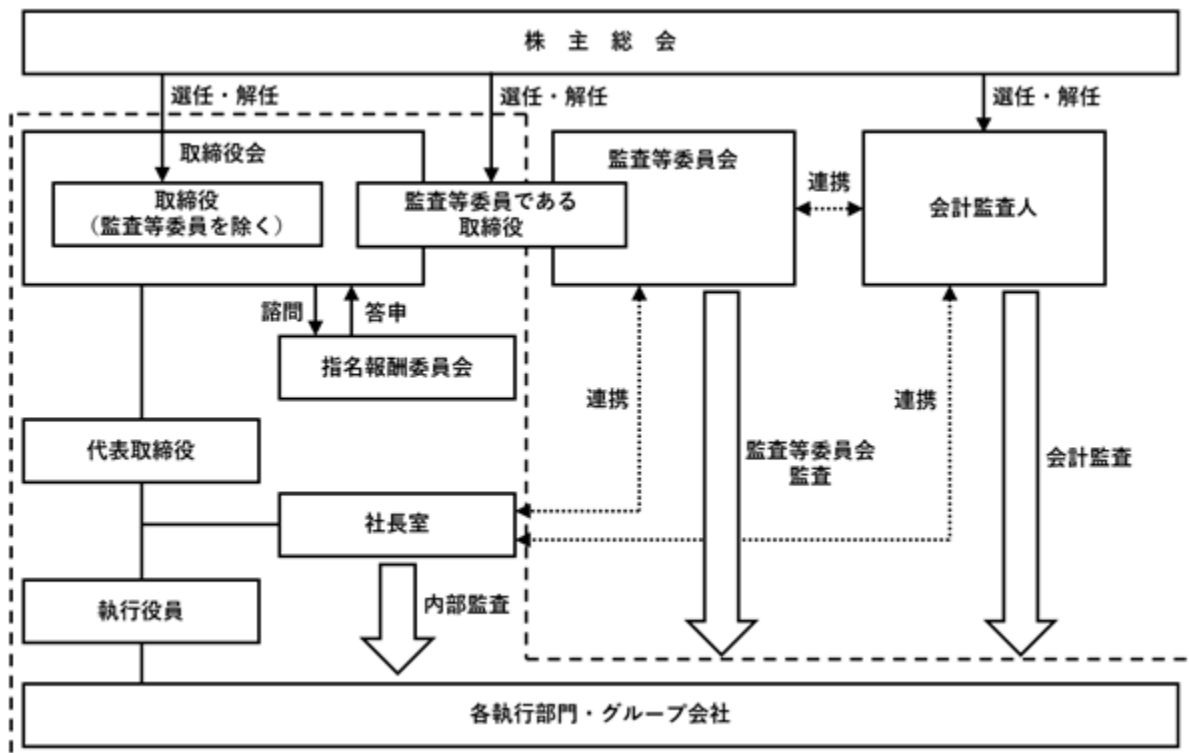 株 主 総 会
選任・解任
選任・解任
選任・解任
取締役会
取締役
（監査等委員を除く）
監査等委員である
取締役
監査等委員会
連携
会計監査人
諮問
答申
指名報酬委員会
連携
連携
代表取締役
監査等委員会
監査
会計監査
社長室
執行役員
内部監査
各執行部門・グループ会社